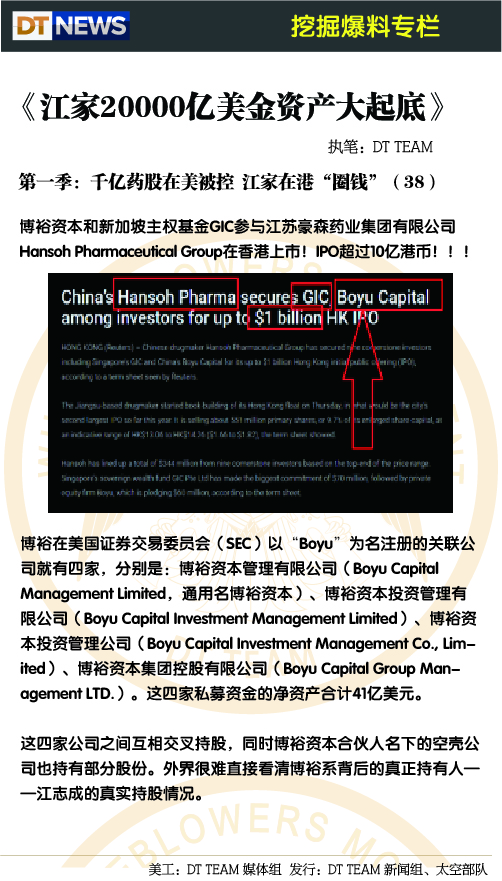 DT NEWS
挖掘爆料专栏
《江家20000亿美金资产大起底》
执笔：DT TEAM
第一季：千亿药股在美被控 江家在港“圈钱”（38）
博裕资本和新加坡主权基金GIC参与江苏豪森药业集团有限公司
Hansoh Pharmaceutical Group在香港上市！IPO超过10亿港币！！！
China's Hansoh Pharma secures GIC, Boyu Capital
among investors for up to $1 billion HK IPO
HONG KONG (Reuters) – Chinese drugmaker Hansoh Pharmaceutical Group has secured nine cornerstone investors
including Singapore's GIC and China's Boyu Capital for its up to $1 billion Hong Kong initial public offering (IPO),
according to a term sheet seen by Reuters.
The Jiangsu-based drugmaker started book building of its Hong Kong float on Thursday, in what would be the city's
second largest IPO so far this year. It is selling about 551 million primary shares, or 9.7% of its enlarged share capital, at
an indicative range of HK$13.06 to HK$14.26 ($1.66 to $1.82), the term sheet showed.
Hansoh has lined up a total of $344 million from nine cornerstone investors based on the top-end of the price range.
Singapore's sovereign wealth fund GIC Pte Ltd has made the biggest commitment of $70 million, followed by private
equity firm Boyu, which is pledging $60 million, according to the term sheet.
博裕在美国证券交易委员会（SEC）以“Boyu”为名注册的关联公
司就有四家，分别是：博裕资本管理有限公司（Boyu Capital
Management Limited，通用名博裕资本）、博裕资本投资管理有
限公司（Boyu Capital Investment Management Limited）、博裕资
本投资管理公司（Boyu Capital Investment Management Co., Lim-
ited）、博裕资本集团控股有限公司（Boyu Capital Group Man-
agement LTD.）。这四家私募资金的净资产合计41亿美元。
这四家公司之间互相交叉持股，同时博裕资本合伙人名下的空壳公
司也持有部分股份。外界很难直接看清博裕系背后的真正持有人—
—江志成的真实持股情况。
美工：DT TEAM 媒体组 发行：DT TEAM 新闻组、太空部队